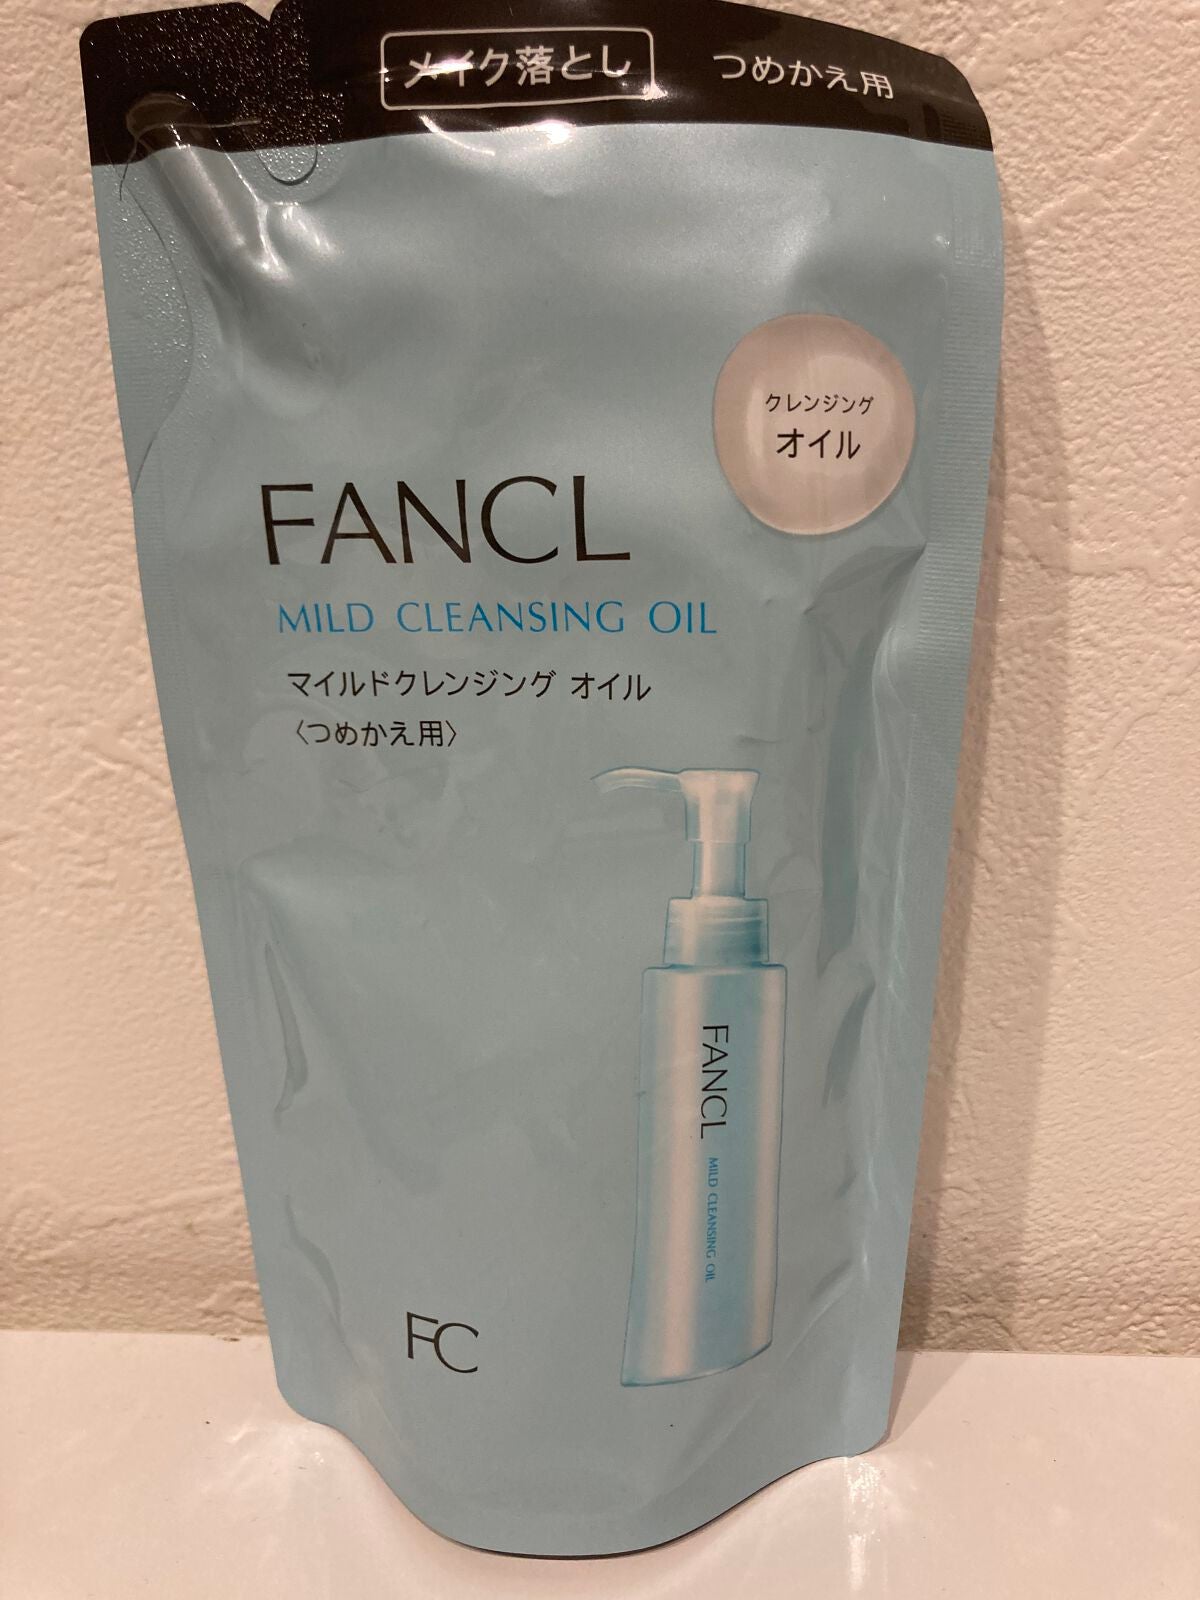 メイク落とし
つめかえ用
クレンジング
オイル
FANCL
MILD CLEANSING OIL
マイルドクレンジング オイル
〈つめかえ用〉
FANCL MILD CLEANSING OIL
FC